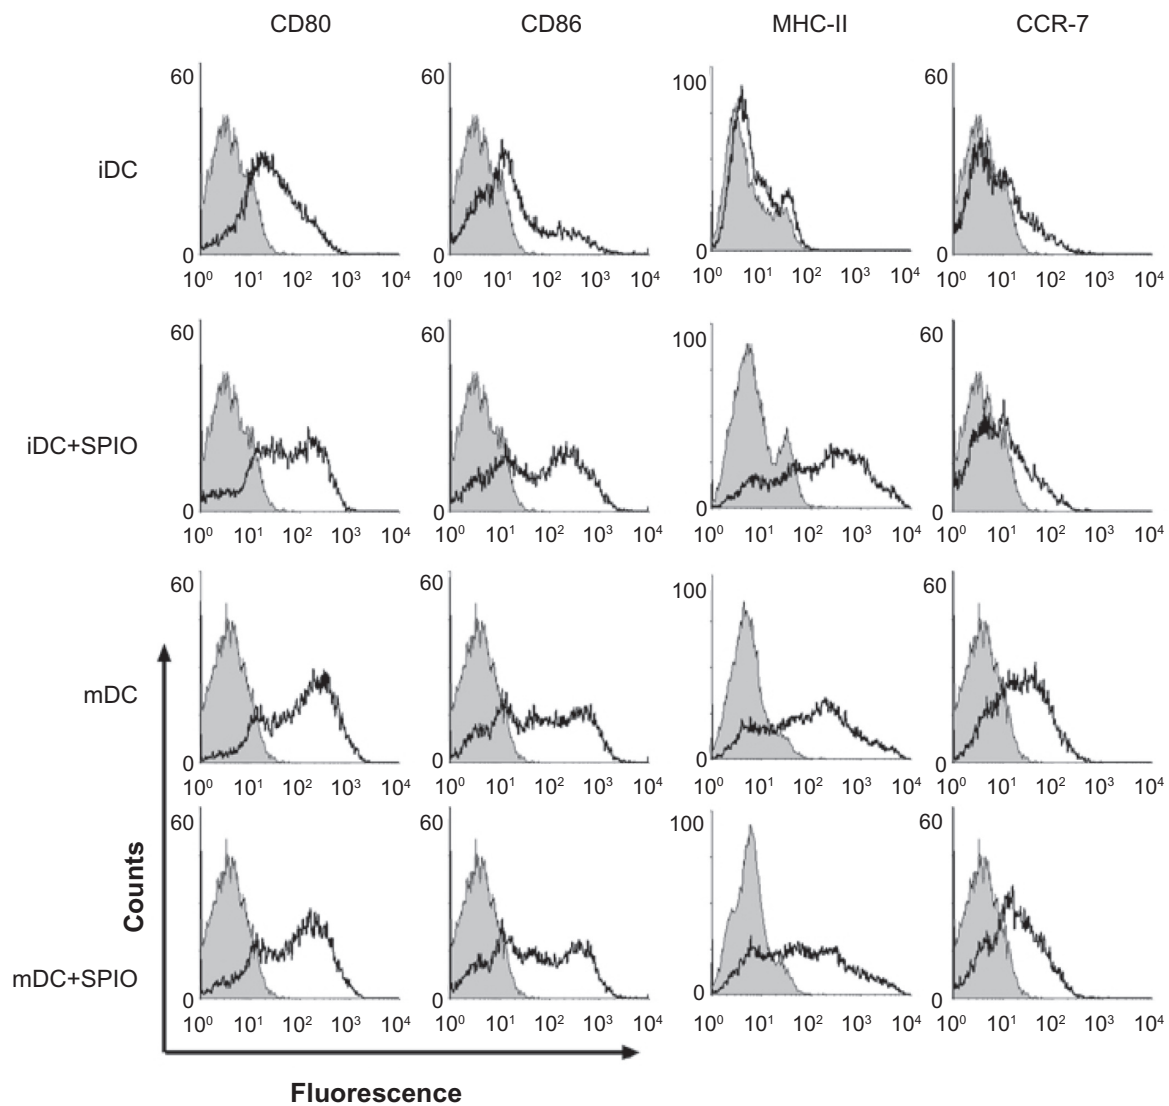 CD80 CD86 MHC-II CCR-7
iDC
60 60 100 60
0 0 0 0
10⁰ 10¹ 10² 10³ 10⁴ 10⁰ 10¹ 10² 10³ 10⁴ 10⁰ 10¹ 10² 10³ 10⁴ 10⁰ 10¹ 10² 10³ 10⁴
iDC+SPIO
60 60 100 60
0 0 0 0
10⁰ 10¹ 10² 10³ 10⁴ 10⁰ 10¹ 10² 10³ 10⁴ 10⁰ 10¹ 10² 10³ 10⁴ 10⁰ 10¹ 10² 10³ 10⁴
mDC
60 60 100 60
0 0 0 0
10⁰ 10¹ 10² 10³ 10⁴ 10⁰ 10¹ 10² 10³ 10⁴ 10⁰ 10¹ 10² 10³ 10⁴ 10⁰ 10¹ 10² 10³ 10⁴
mDC+SPIO
60 60 100 60
0 0 0 0
10⁰ 10¹ 10² 10³ 10⁴ 10⁰ 10¹ 10² 10³ 10⁴ 10⁰ 10¹ 10² 10³ 10⁴ 10⁰ 10¹ 10² 10³ 10⁴
Counts
Fluorescence